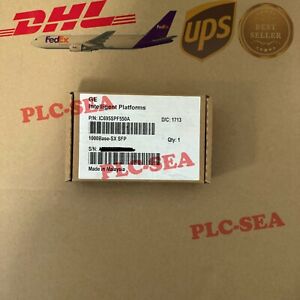 DHL
FedEx
FedEx
BEST SELLER
ups
PLC-SEA
GE
Intelligent Platforms
P/N: IC695SPF550A D/C: 1713
1000Base-SX SFP Qty: 1
S/N:
Made in Malaysia
PLC-SEA
PLC-SEA